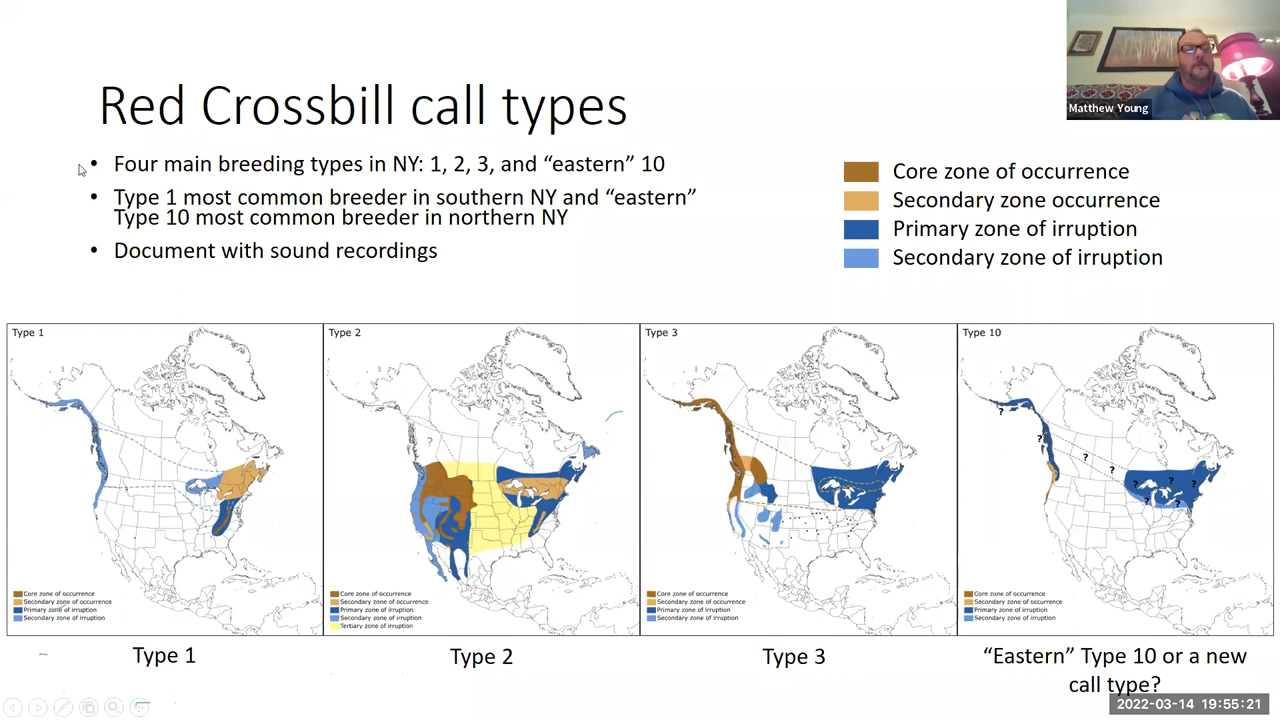 Matthew Young
Red Crossbill call types
• Four main breeding types in NY: 1, 2, 3, and “eastern” 10
• Type 1 most common breeder in southern NY and “eastern”
Type 10 most common breeder in northern NY
• Document with sound recordings
Core zone of occurrence
Secondary zone occurrence
Primary zone of irruption
Secondary zone of irruption
Type 1
Core zone of occurrence
Secondary zone of occurrence
Primary zone of irruption
Secondary zone of irruption
Type 1
Type 2
?
Core zone of occurrence
Secondary zone of occurrence
Primary zone of irruption
Secondary zone of irruption
Tertiary zone of irruption
Type 2
Type 3
Core zone of occurrence
Secondary zone of occurrence
Primary zone of irruption
Secondary zone of irruption
Type 3
Type 10
?
?
?
?
? ? ?
? ?
Core zone of occurrence
Secondary zone of occurrence
Primary zone of irruption
Secondary zone of irruption
“Eastern” Type 10 or a new
call type?
2022-03-14 19:55:21